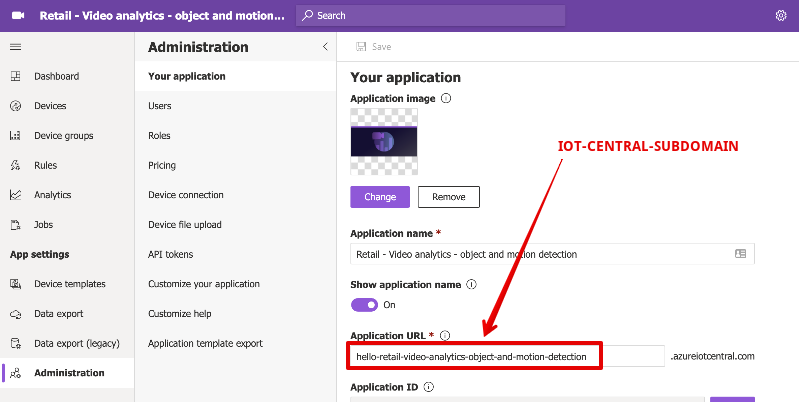 Retail - Video analytics - object and motion...
Search
Dashboard
Devices
Device groups
Rules
Analytics
Jobs
App settings
Device templates
Data export
Data export (legacy)
Administration
Administration
Your application
Users
Roles
Pricing
Device connection
Device file upload
API tokens
Customize your application
Customize help
Application template export
Save
Your application
Application image
Change
Remove
IOT-CENTRAL-SUBDOMAIN
Application name *
Retail - Video analytics - object and motion detection
Show application name
On
Application URL *
hello-retail-video-analytics-object-and-motion-detection
.azureiotcentral.com
Application ID